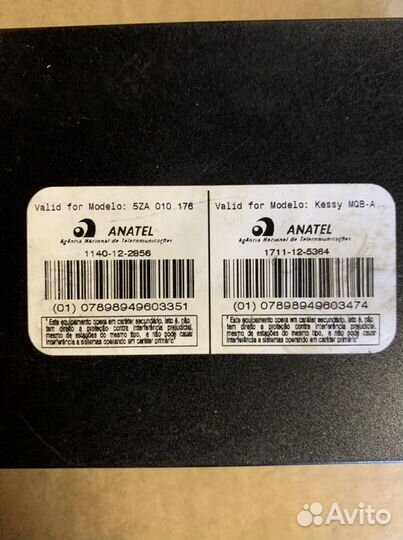 Valid for Modelo: 5ZA 010 176
ANATEL
Agência Nacional de Telecomunicações
1140-12-2856
(01) 07898949603351
"Este equipamento opera em caráter secundário, isto é, não
tem direito a proteção contra interferência prejudicial,
mesmo de estações do mesmo tipo, e não pode causar
interferência a sistemas operando em caráter primário"
Valid for Modelo: Kessy MQB-A
ANATEL
Agência Nacional de Telecomunicações
1711-12-5364
(01) 07898949603474
"Este equipamento opera em caráter secundário, isto é, não
tem direito a proteção contra interferência prejudicial,
mesmo de estações do mesmo tipo, e não pode causar
interferência a sistemas operando em caráter primário"
Avito